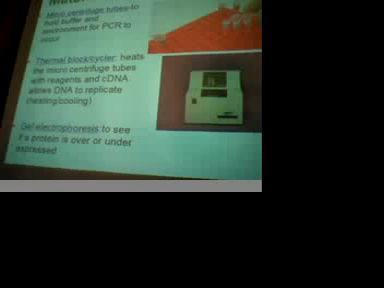 Micro centrifuge tubes-to
hold buffer and
environment for PCR to
occur
Thermal block/cycler: heats
the micro centrifuge tubes
with reagents and cDNA
allows DNA to replicate
(heating/cooling)
Gel electrophoresis to see
if a protein is over or under
expressed